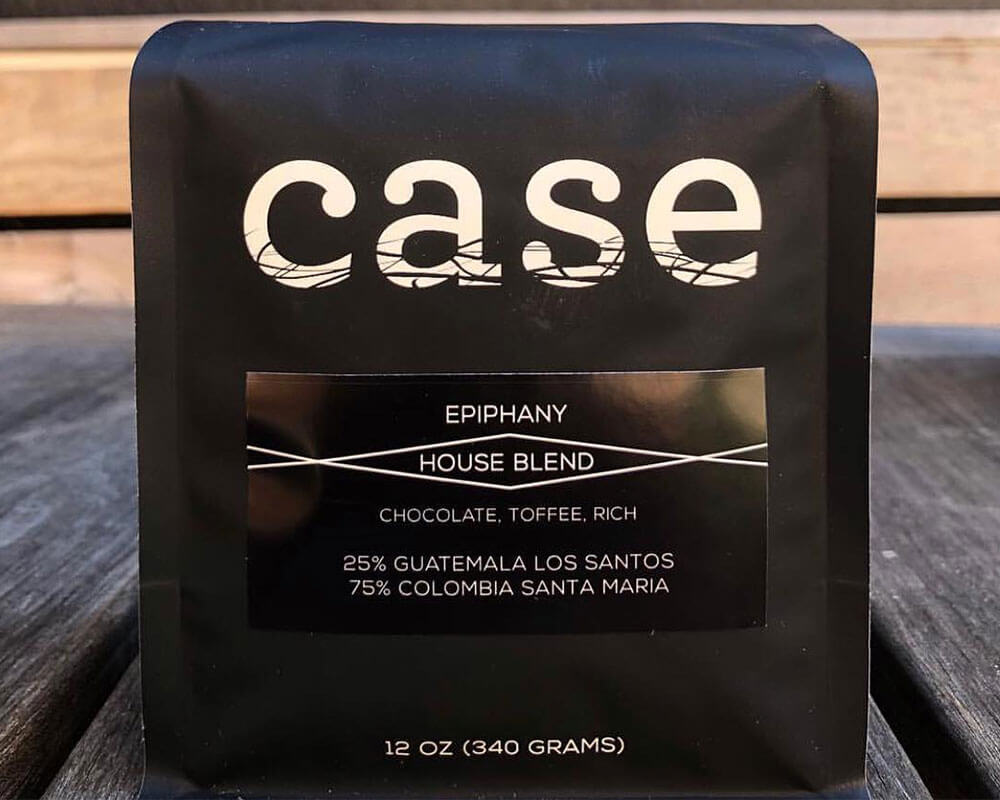 case
EPIPHANY
HOUSE BLEND
CHOCOLATE, TOFFEE, RICH
25% GUATEMALA LOS SANTOS
75% COLOMBIA SANTA MARIA
12 OZ (340 GRAMS)